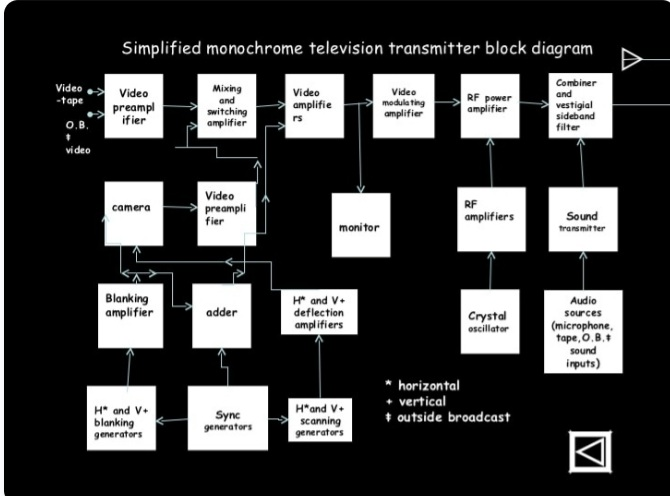 Simplified monochrome television transmitter block diagram
Video
-tape
O.B.
‡
video
Video
preampl
ifier
Mixing
and
switching
amplifier
Video
amplifie
rs
Video
modulating
amplifier
RF power
amplifier
Combiner
and
vestigial
sideband
filter
camera
Video
preampli
fier
monitor
RF
amplifiers
Sound
transmitter
Blanking
amplifier
adder
H* and V+
deflection
amplifiers
Crystal
oscillator
Audio
sources
(microphone,
tape,O.B.‡
sound
inputs)
H* and V+
blanking
generators
Sync
generators
H*and V+
scanning
generators
* horizontal
+ vertical
‡ outside broadcast